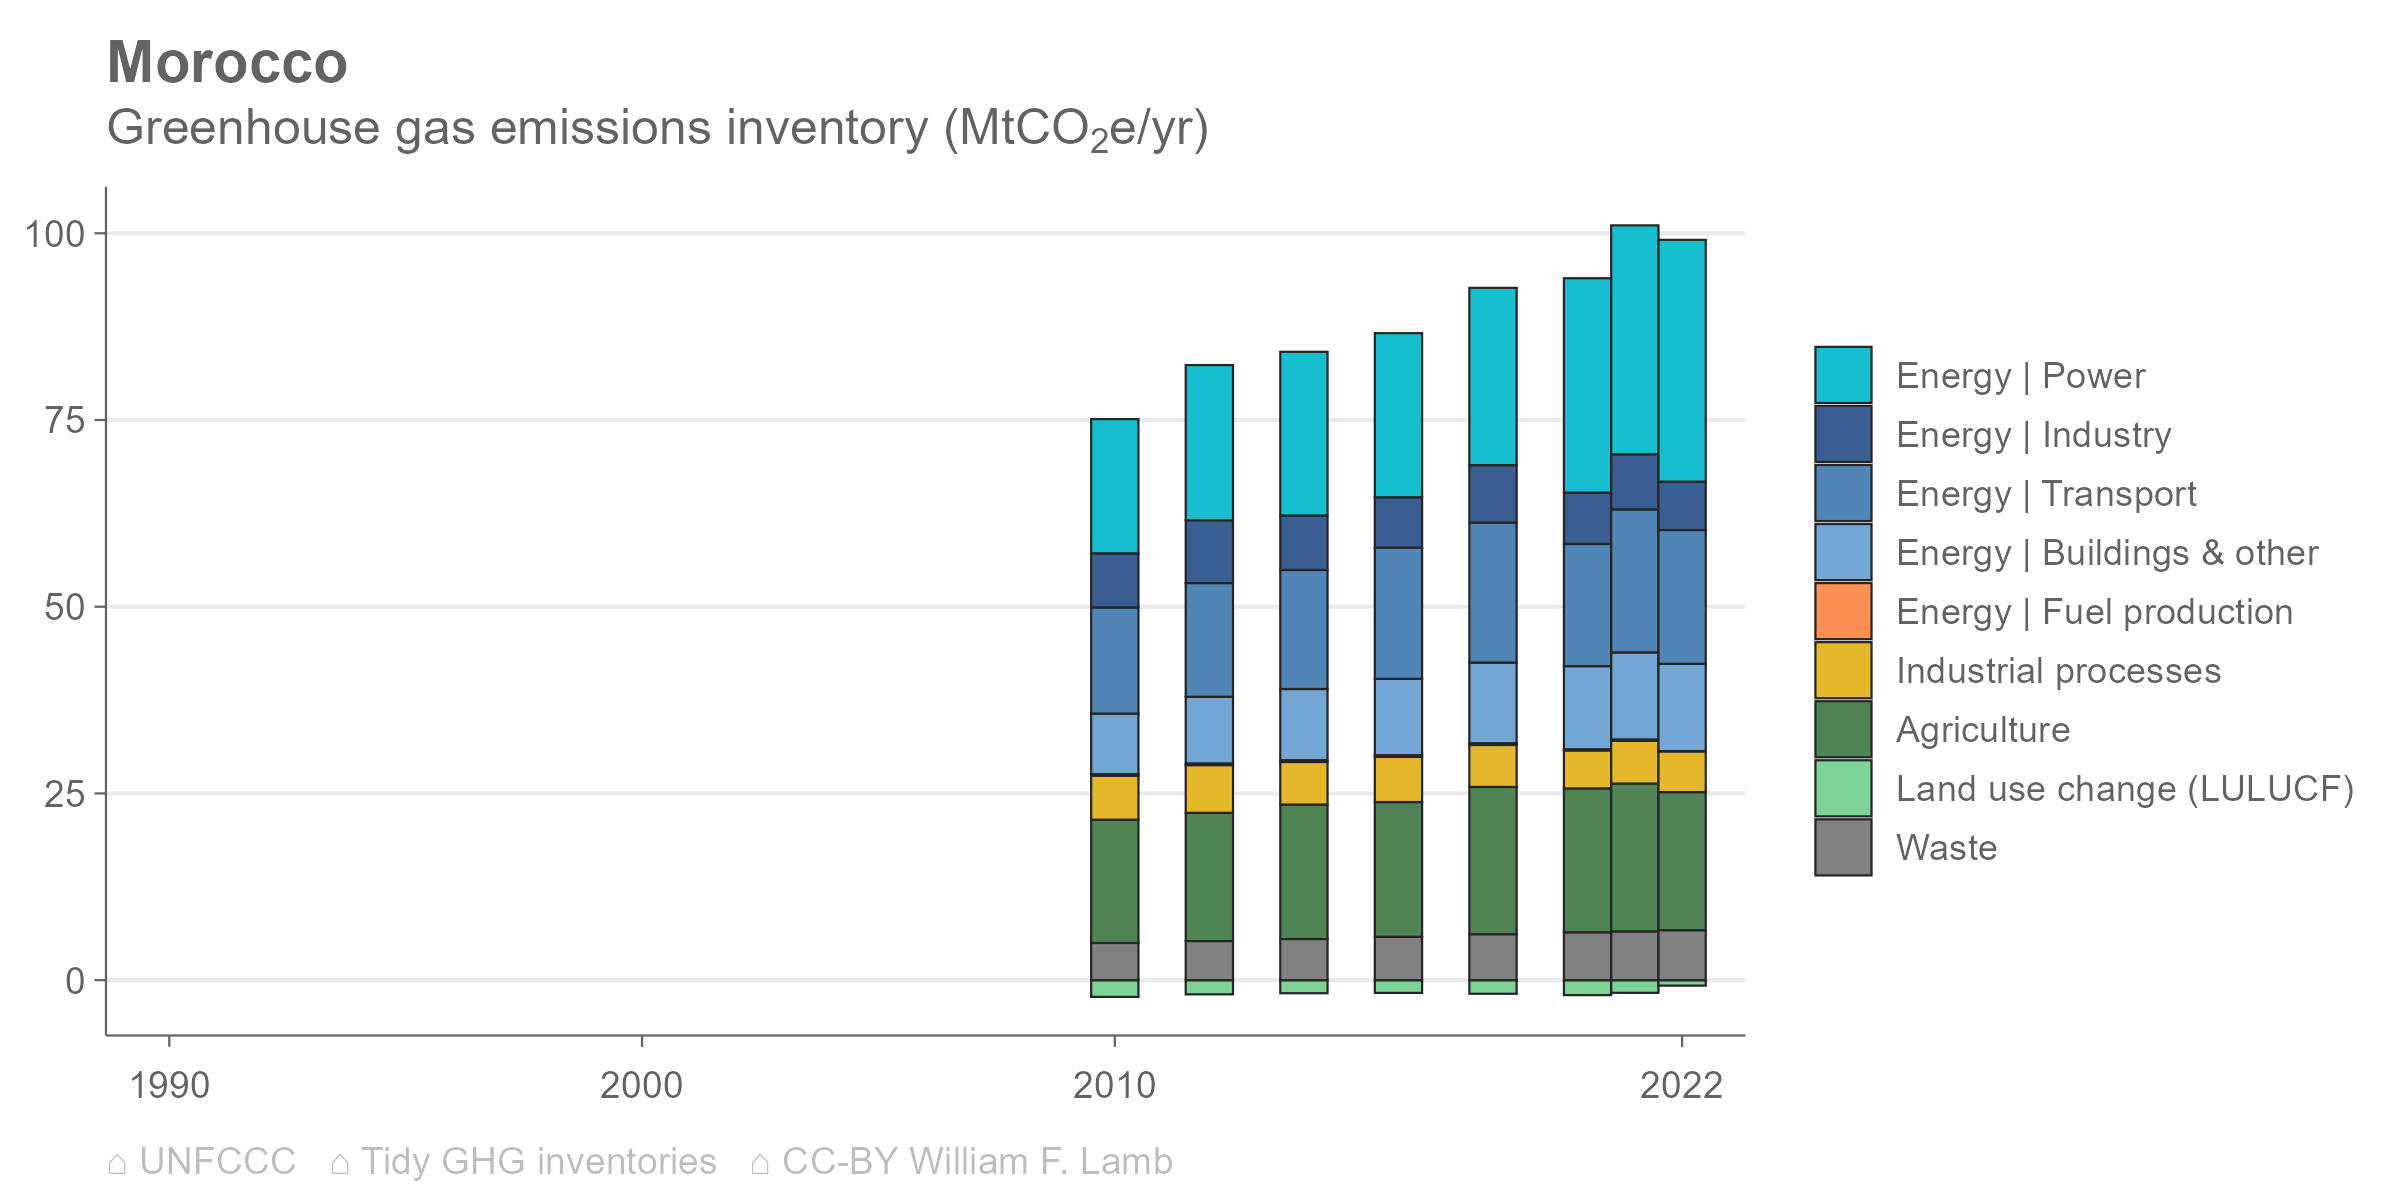 Morocco
Greenhouse gas emissions inventory (MtCO₂e/yr)
100
75
50
25
0
1990 2000 2010 2022
Energy | Power
Energy | Industry
Energy | Transport
Energy | Buildings & other
Energy | Fuel production
Industrial processes
Agriculture
Land use change (LULUCF)
Waste
⌂ UNFCCC ⌂ Tidy GHG inventories ⌂ CC-BY William F. Lamb